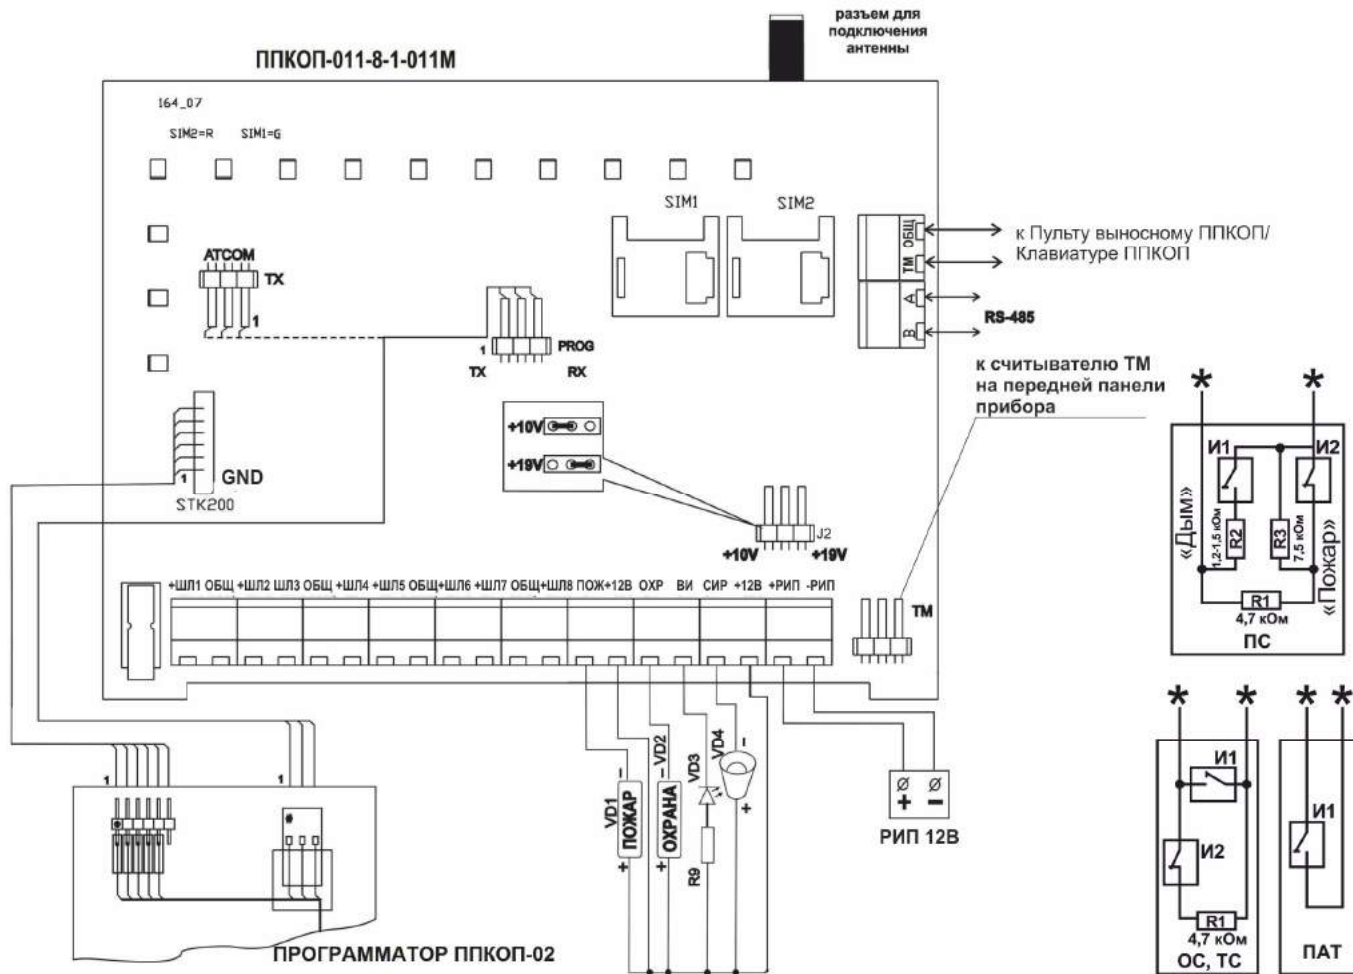 разъем для
подключения
антенны
ППКОП-011-8-1-011М
164_07
SIM2=R SIM1=G
SIM1 SIM2
ОБЩ
ТМ
А
В
к Пульту выносному ППКОП/
Клавиатуре ППКОП
RS-485
ATCOM
TX
1
1
PROG
TX RX
к считывателю ТМ
на передней панели
прибора
+10V
+19V
1
GND
STK200
J2
+10V +19V
+ШЛ1 ОБЩ +ШЛ2 ШЛ3 ОБЩ +ШЛ4 +ШЛ5 ОБЩ +ШЛ6 +ШЛ7 ОБЩ +ШЛ8 ПОЖ +12В ОХР ВИ СИР +12В +РИП -РИП
TM
* *
И1 И2
«Дым»
R2
1,2-1,5 кОм
R3
7,5 кОм
«Пожар»
R1
4,7 кОм
ПС
VD1
−
ПОЖАР
+
VD2
−
ОХРАНА
+
VD3
R9
VD4
−
+
+ −
РИП 12В
* *
И1
И2
R1
4,7 кОм
ОС, ТС
* *
И1
ПАТ
1 1
*
ПРОГРАММАТОР ППКОП-02